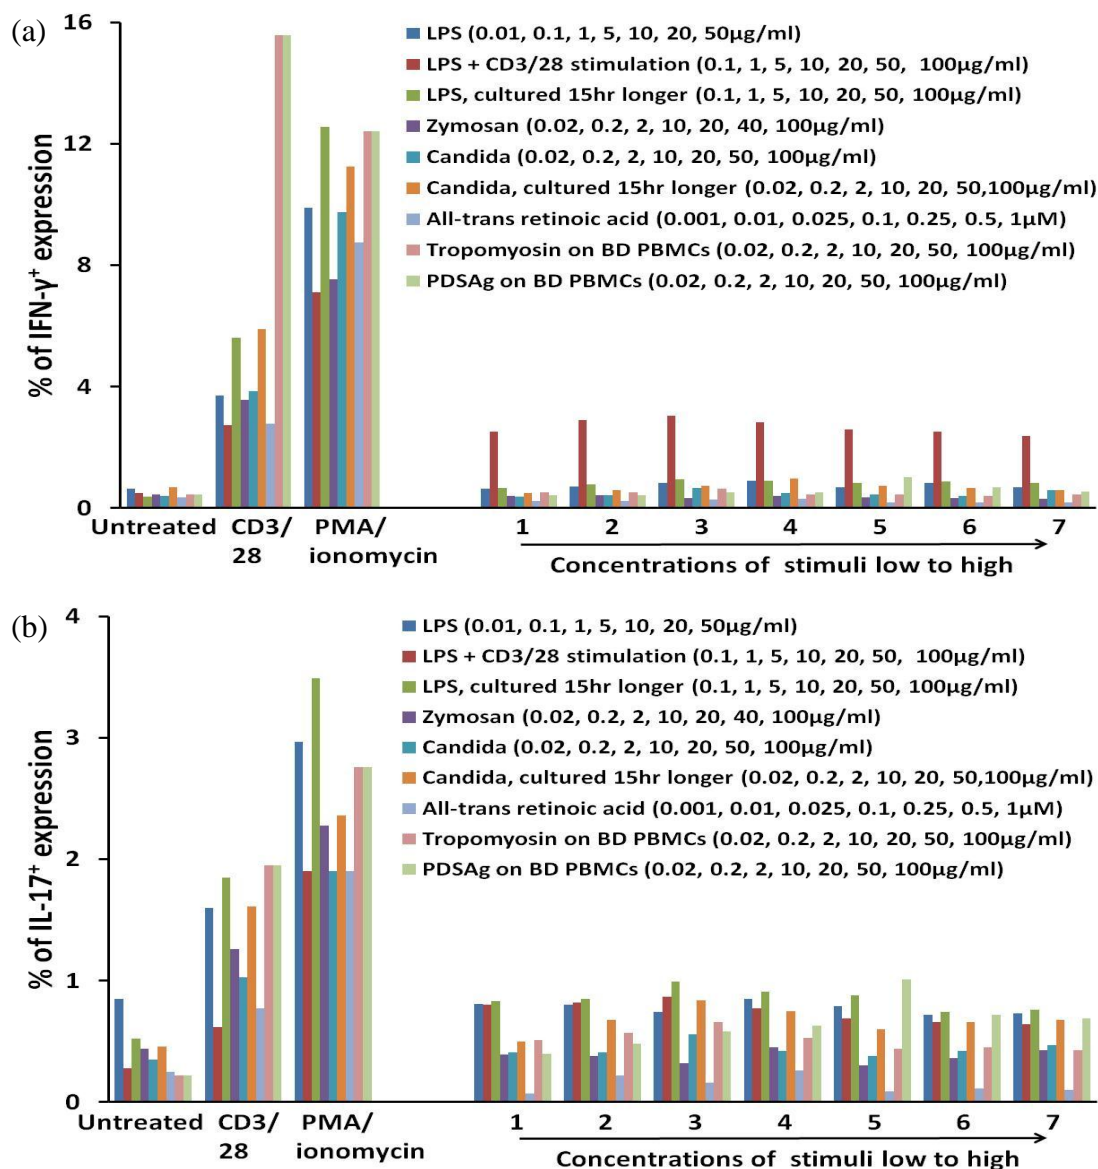 (a)
% of IFN-γ⁺ expression
16
12
8
4
0
LPS (0.01, 0.1, 1, 5, 10, 20, 50µg/ml)
LPS + CD3/28 stimulation (0.1, 1, 5, 10, 20, 50, 100µg/ml)
LPS, cultured 15hr longer (0.1, 1, 5, 10, 20, 50, 100µg/ml)
Zymosan (0.02, 0.2, 2, 10, 20, 40, 100µg/ml)
Candida (0.02, 0.2, 2, 10, 20, 50, 100µg/ml)
Candida, cultured 15hr longer (0.02, 0.2, 2, 10, 20, 50,100µg/ml)
All-trans retinoic acid (0.001, 0.01, 0.025, 0.1, 0.25, 0.5, 1µM)
Tropomyosin on BD PBMCs (0.02, 0.2, 2, 10, 20, 50, 100µg/ml)
PDSAg on BD PBMCs (0.02, 0.2, 2, 10, 20, 50, 100µg/ml)
Untreated CD3/ PMA/ 1 2 3 4 5 6 7
28 ionomycin
Concentrations of stimuli low to high
(b)
% of IL-17⁺ expression
4
3
2
1
0
LPS (0.01, 0.1, 1, 5, 10, 20, 50µg/ml)
LPS + CD3/28 stimulation (0.1, 1, 5, 10, 20, 50, 100µg/ml)
LPS, cultured 15hr longer (0.1, 1, 5, 10, 20, 50, 100µg/ml)
Zymosan (0.02, 0.2, 2, 10, 20, 40, 100µg/ml)
Candida (0.02, 0.2, 2, 10, 20, 50, 100µg/ml)
Candida, cultured 15hr longer (0.02, 0.2, 2, 10, 20, 50,100µg/ml)
All-trans retinoic acid (0.001, 0.01, 0.025, 0.1, 0.25, 0.5, 1µM)
Tropomyosin on BD PBMCs (0.02, 0.2, 2, 10, 20, 50, 100µg/ml)
PDSAg on BD PBMCs (0.02, 0.2, 2, 10, 20, 50, 100µg/ml)
Untreated CD3/ PMA/ 1 2 3 4 5 6 7
28 ionomycin
Concentrations of stimuli low to high